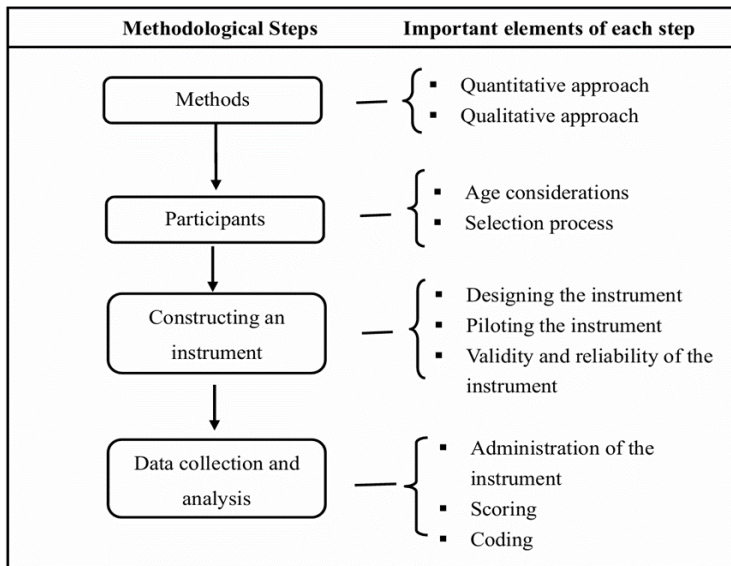 Methodological Steps
Important elements of each step
Methods
Quantitative approach
Qualitative approach
Participants
Age considerations
Selection process
Constructing an
instrument
Designing the instrument
Piloting the instrument
Validity and reliability of the
instrument
Data collection and
analysis
Administration of the
instrument
Scoring
Coding